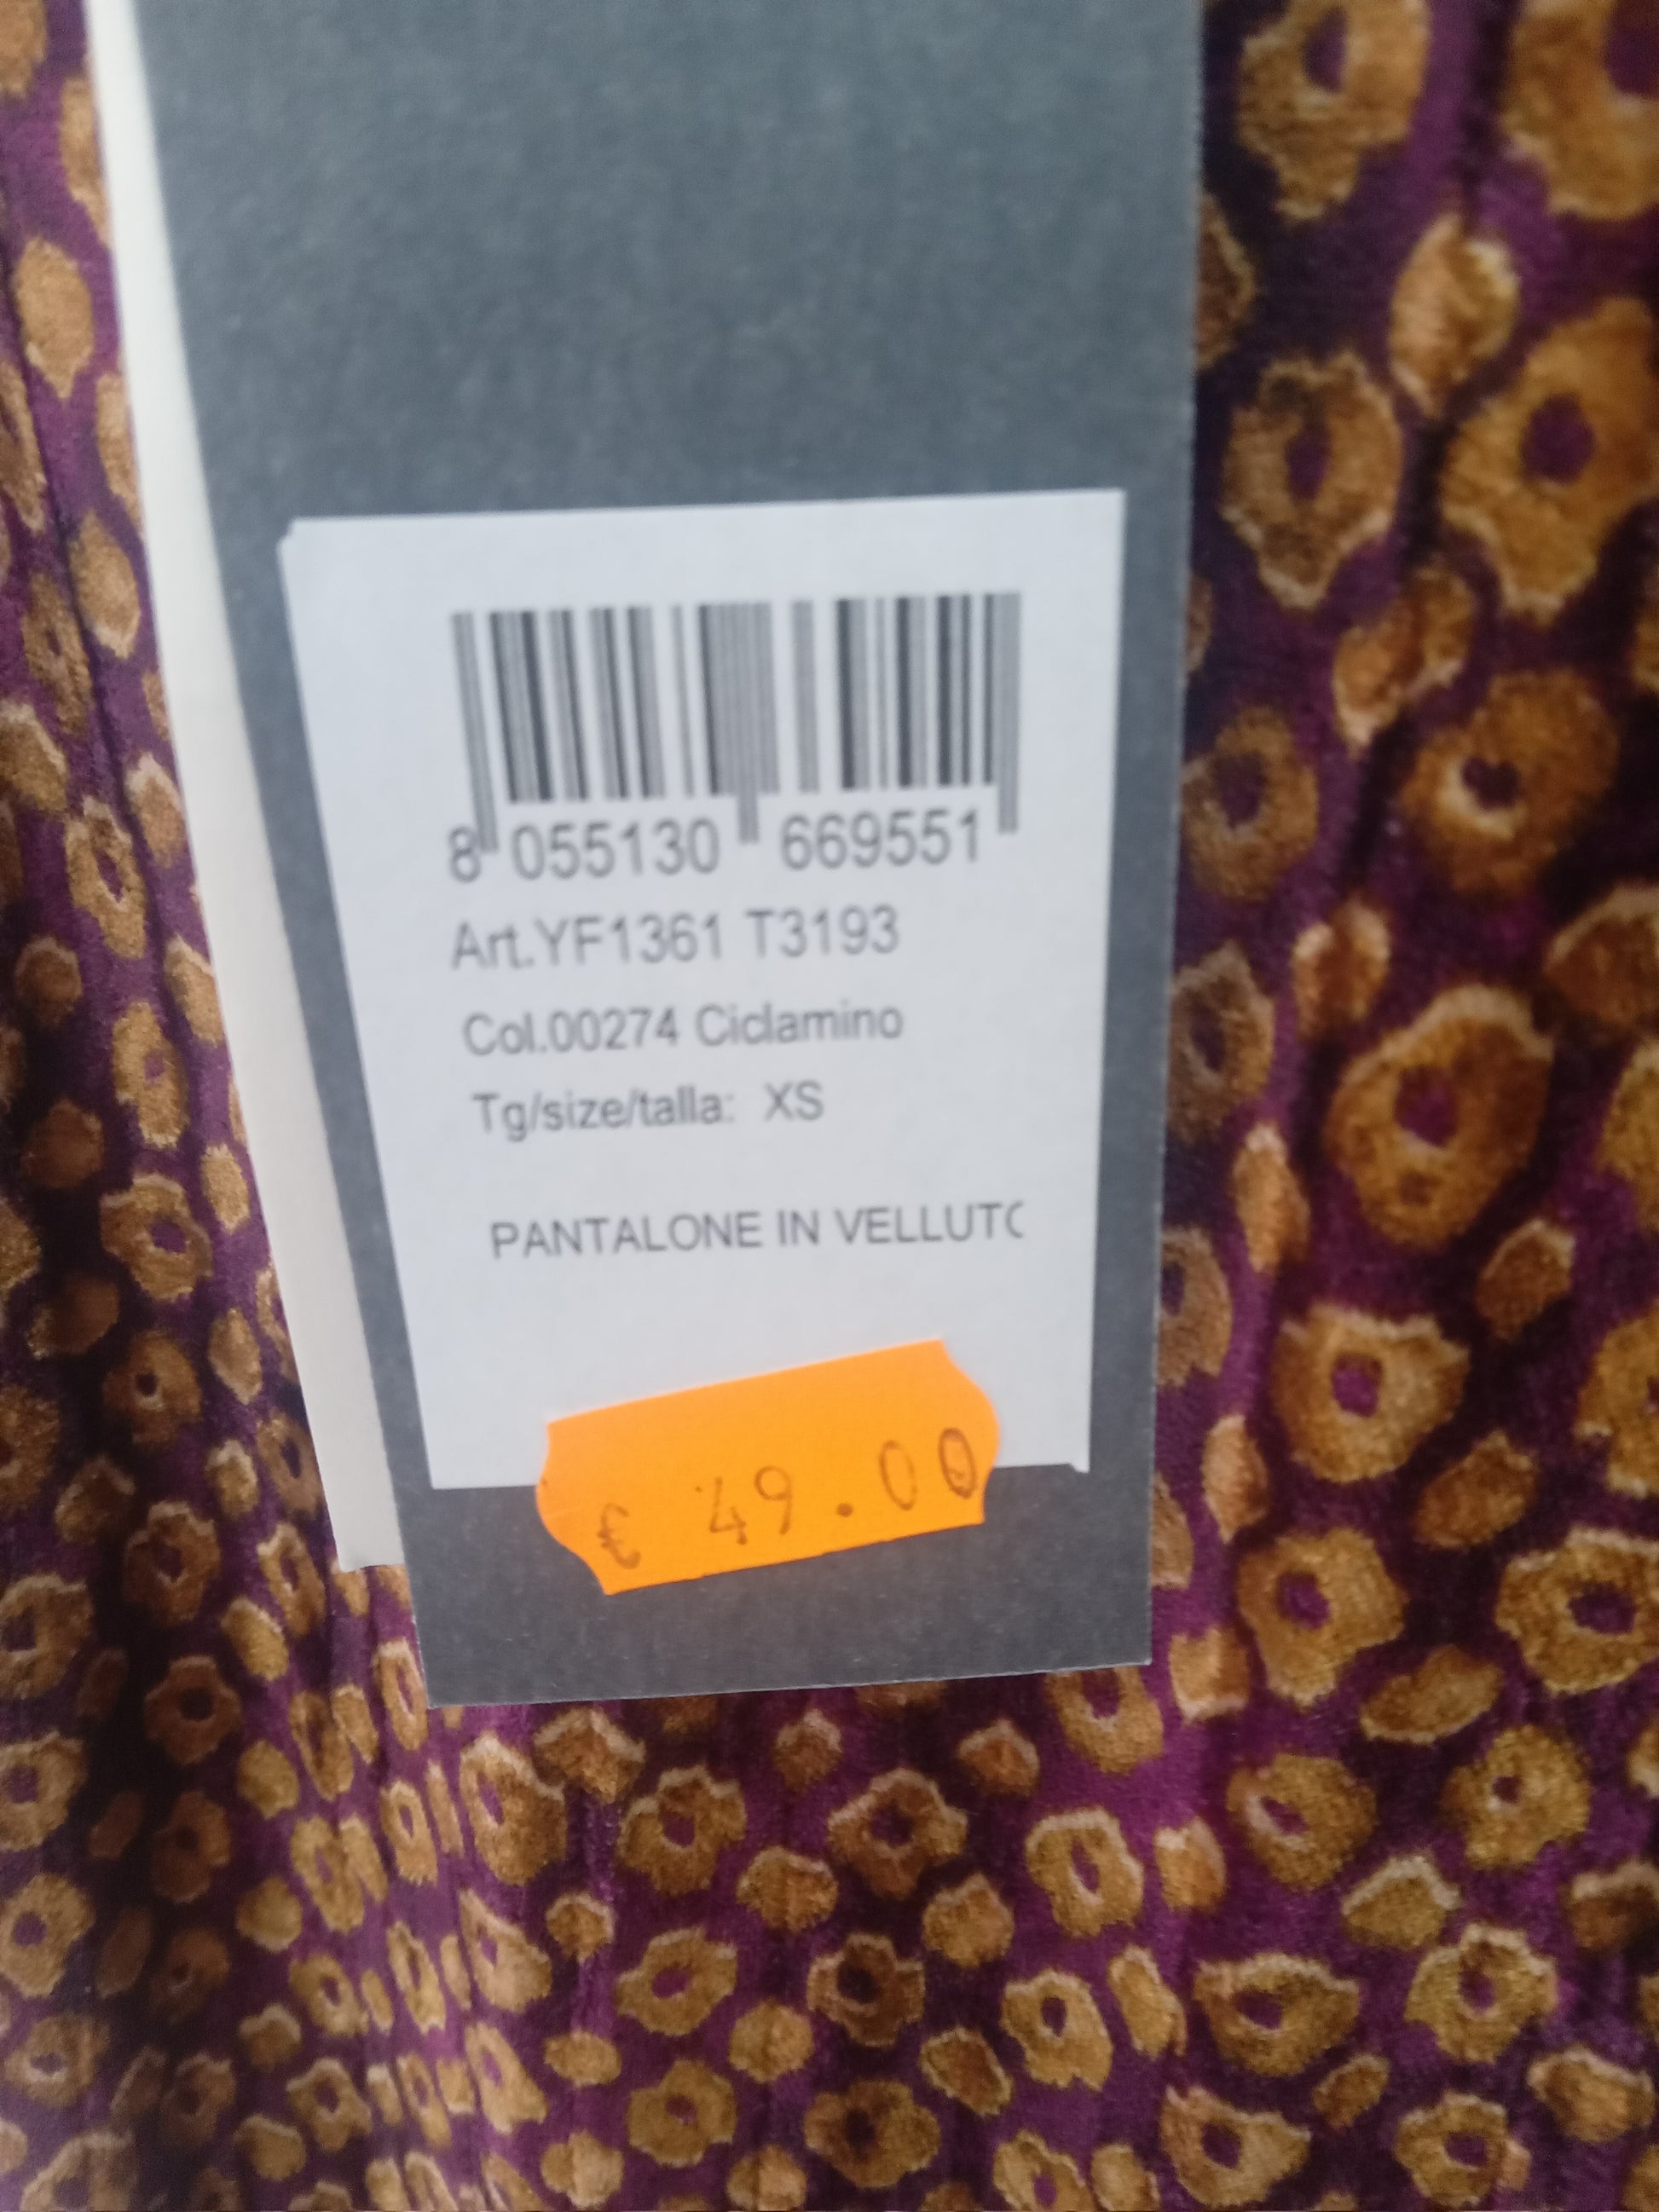 8 055130 669551
Art.YF1361 T3193
Col.00274 Ciclamino
Tg/size/talla: XS
PANTALONE IN VELLUTO
€ 49.00